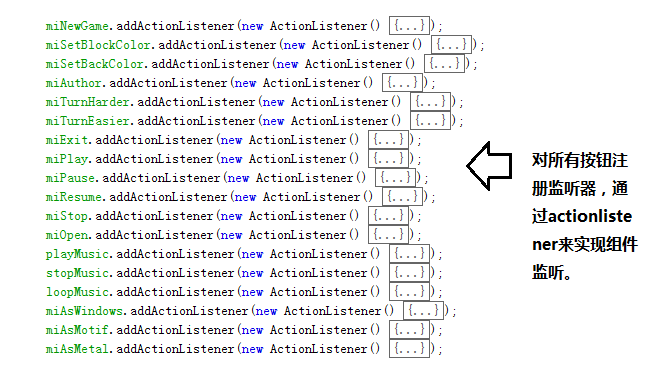 miNewGame.addActionListener(new ActionListener() {...});
miSetBlockColor.addActionListener(new ActionListener() {...});
miSetBackColor.addActionListener(new ActionListener() {...});
miAuthor.addActionListener(new ActionListener() {...});
miTurnHarder.addActionListener(new ActionListener() {...});
miTurnEasier.addActionListener(new ActionListener() {...});
miExit.addActionListener(new ActionListener() {...});
miPlay.addActionListener(new ActionListener() {...});
miPause.addActionListener(new ActionListener() {...});
miResume.addActionListener(new ActionListener() {...});
miStop.addActionListener(new ActionListener() {...});
miOpen.addActionListener(new ActionListener() {...});
playMusic.addActionListener(new ActionListener() {...});
stopMusic.addActionListener(new ActionListener() {...});
loopMusic.addActionListener(new ActionListener() {...});
miAsWindows.addActionListener(new ActionListener() {...});
miAsMotif.addActionListener(new ActionListener() {...});
miAsMetal.addActionListener(new ActionListener() {...});
对所有按钮注
册监听器，通
过actionliste
ner来实现组件
监听。